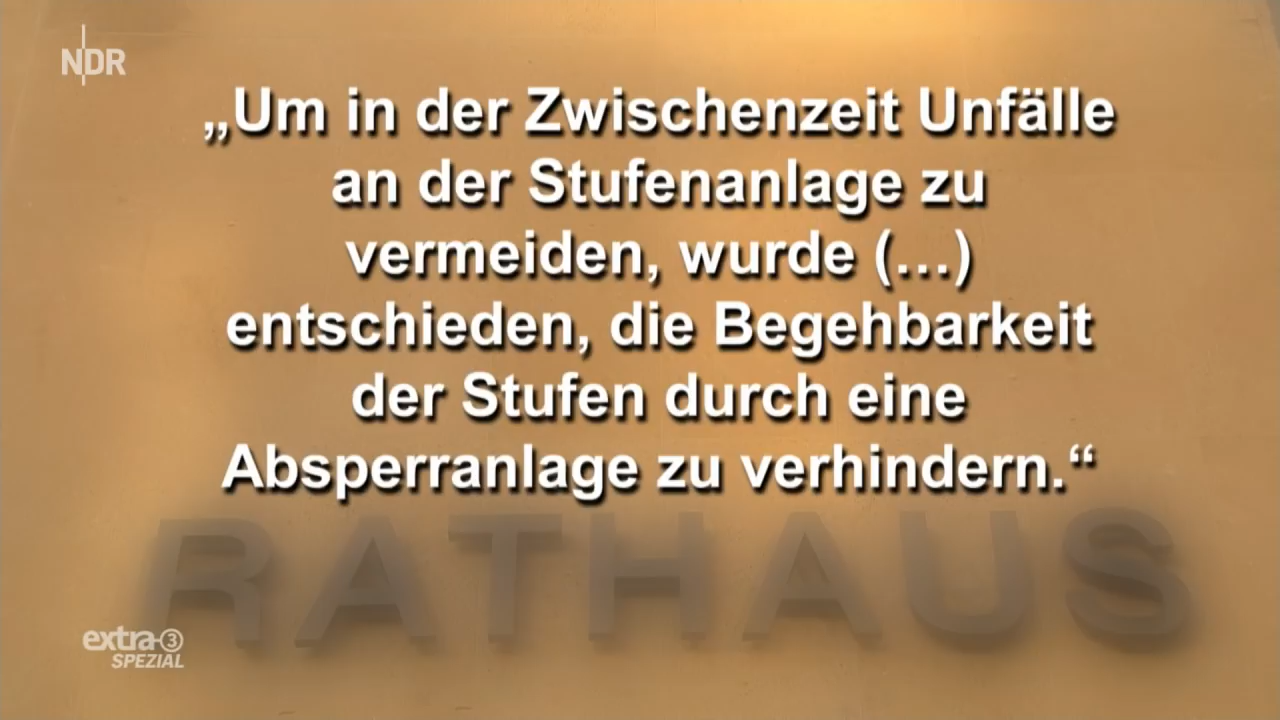 NDR
„Um in der Zwischenzeit Unfälle
an der Stufenanlage zu
vermeiden, wurde (...)
entschieden, die Begehbarkeit
der Stufen durch eine
Absperranlage zu verhindern.“
RATHAUS
extra-3
SPEZIAL